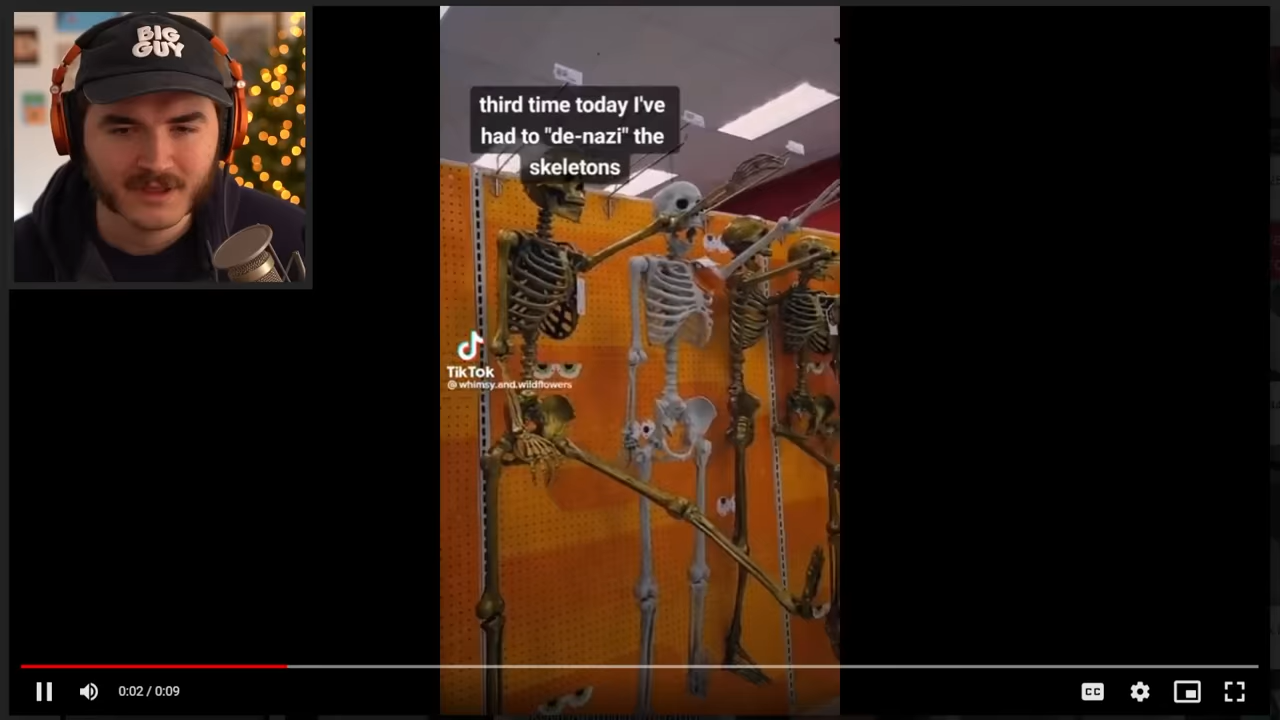 BIG
GUY
third time today I've
had to "de-nazi" the
skeletons
TikTok
@ whimsy.and.wildflowers
0:02 / 0:09
CC